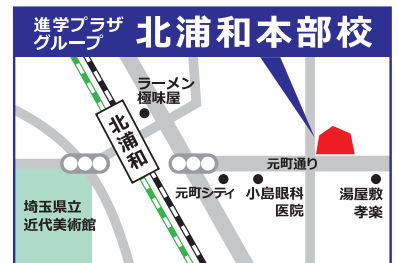 進学プラザ
グループ
北浦和本部校
ラーメン
極味屋
北浦和
元町通り
元町シティ
小島眼科
医院
湯屋敷
孝楽
埼玉県立
近代美術館